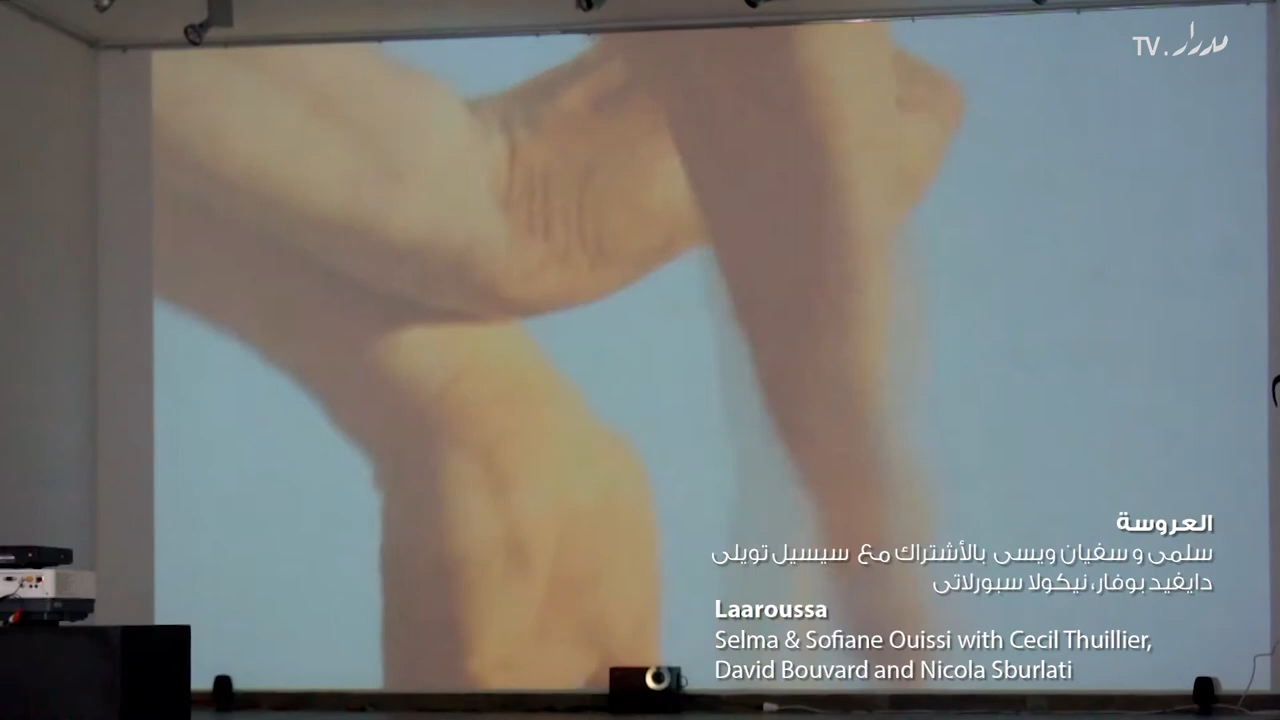 TV. مدرار
العروسة
سلمى و سفيان ويسى بالأشتراك مع سيسيل تويلى
دايفيد بوفار، نيكولا سبورلاتى
Laaroussa
Selma & Sofiane Ouissi with Cecil Thuillier,
David Bouvard and Nicola Sburlati